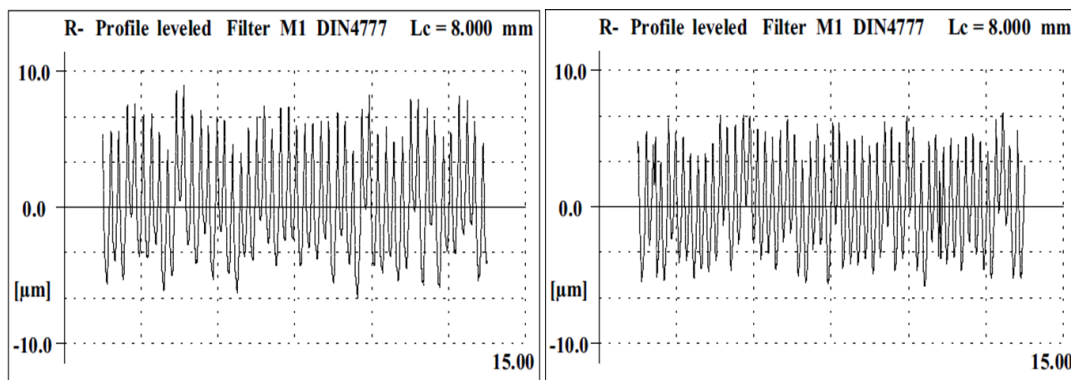 R- Profile leveled Filter M1 DIN4777 Lc = 8.000 mm
10.0
0.0
[µm]
-10.0
15.00
R- Profile leveled Filter M1 DIN4777 Lc = 8.000 mm
10.0
0.0
[µm]
-10.0
15.00